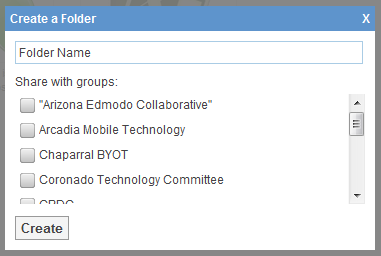 Create a Folder X
Folder Name
Share with groups:
"Arizona Edmodo Collaborative"
Arcadia Mobile Technology
Chaparral BYOT
Coronado Technology Committee
Create